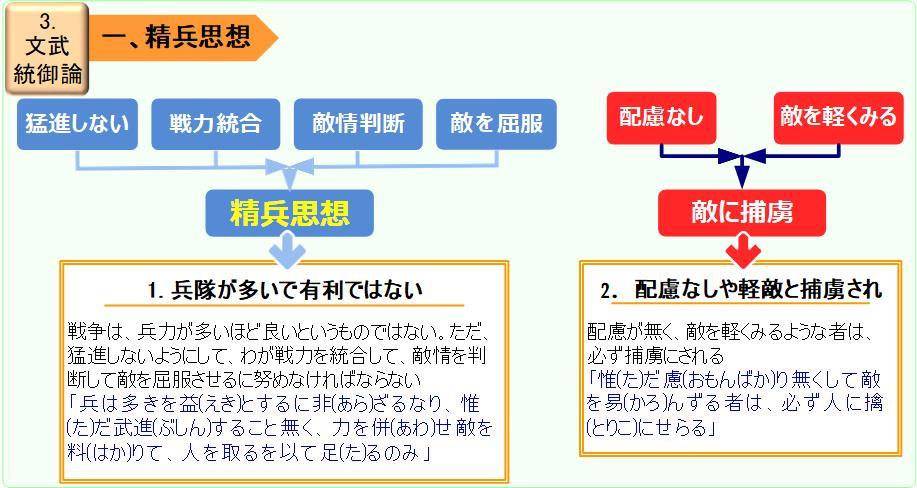 3.
文武
統御論
一、精兵思想
猛進しない
戦力統合
敵情判断
敵を屈服
精兵思想
1. 兵隊が多いで有利ではない
戦争は、兵力が多いほど良いというものではない。ただ、
猛進しないようにして、わが戦力を統合して、敵情を判
断して敵を屈服させるに努めなければならない
「兵は多きを益(えき)とするに非(あら)ざるなり、惟
(た)だ武進(ぶしん)すること無く、力を併(あわ)せ敵を
料(はかり)て、人を取るを以て足(た)るのみ」
配慮なし
敵を軽くみる
敵に捕虜
2. 配慮なしや軽敵と捕虜され
配慮が無く、敵を軽くみるような者は、
必ず捕虜にされる
「惟(た)だ慮(おもんばか)り無くして敵
を易(かろ)んずる者は、必ず人に擒
(とりこ)にせらる」